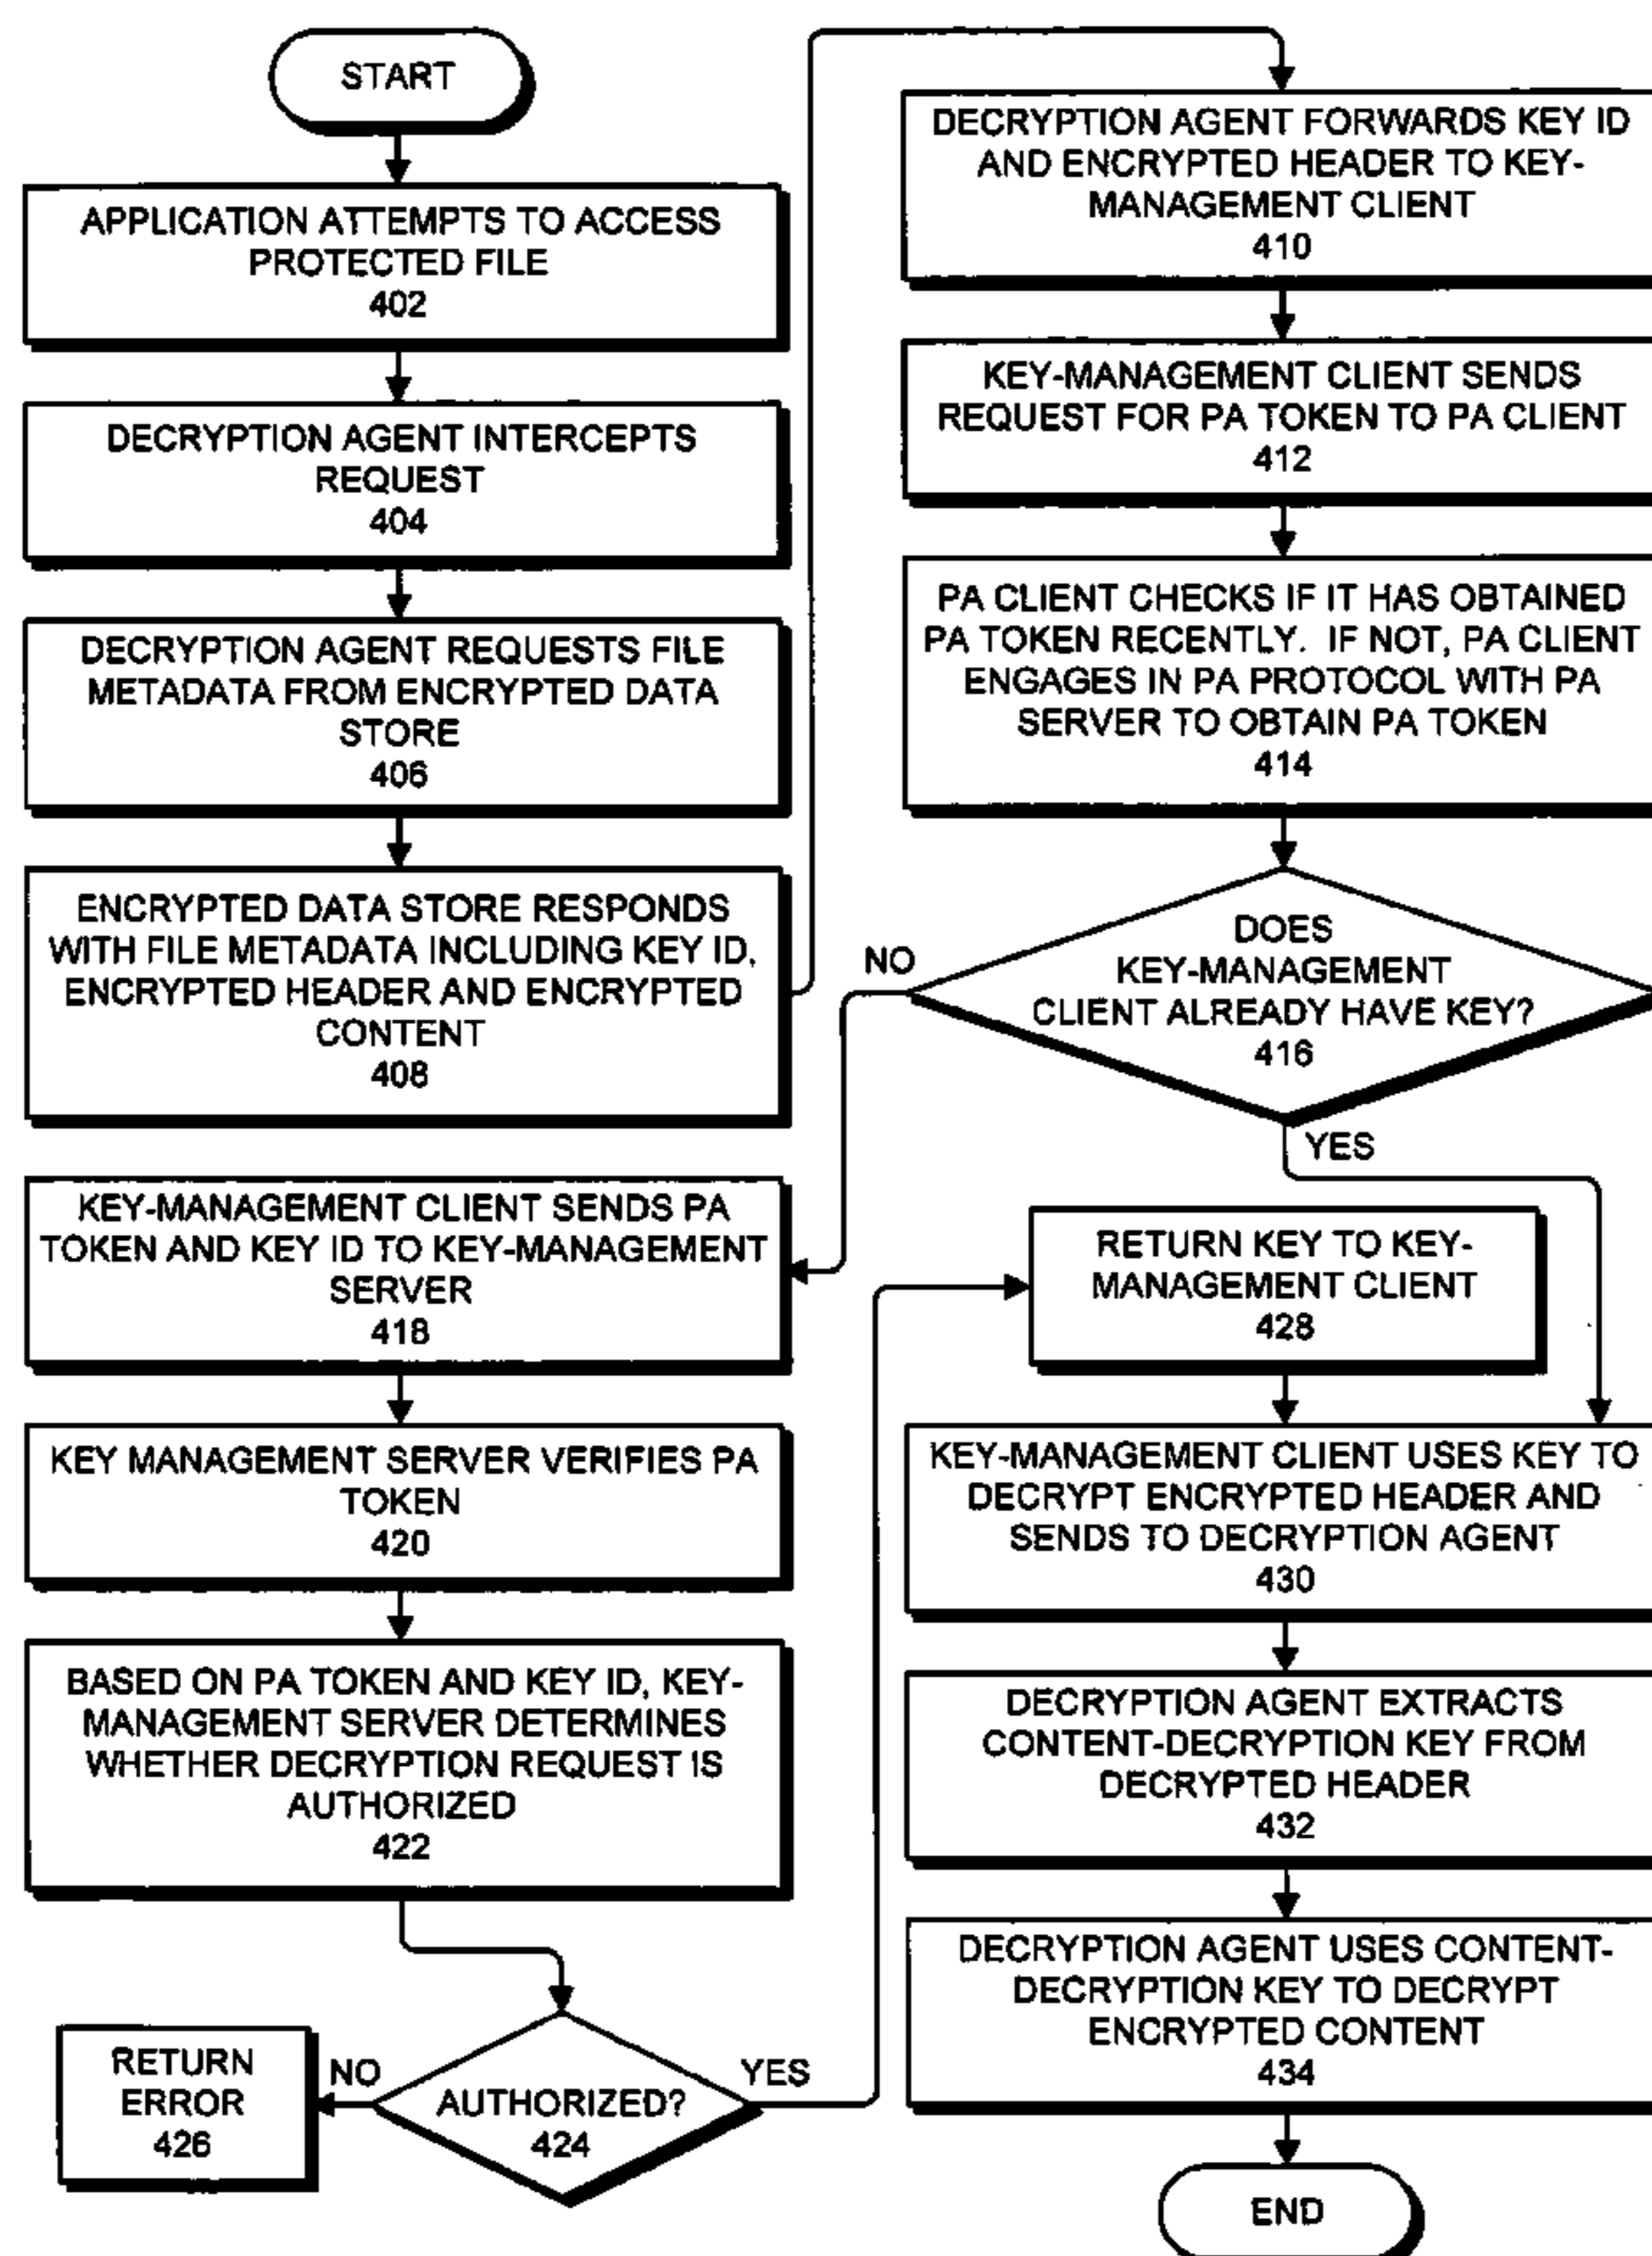 START
APPLICATION ATTEMPTS TO ACCESS
PROTECTED FILE
402
DECRYPTION AGENT INTERCEPTS
REQUEST
404
DECRYPTION AGENT REQUESTS FILE
METADATA FROM ENCRYPTED DATA
STORE
406
ENCRYPTED DATA STORE RESPONDS
WITH FILE METADATA INCLUDING KEY ID,
ENCRYPTED HEADER AND ENCRYPTED
CONTENT
408
DECRYPTION AGENT FORWARDS KEY ID
AND ENCRYPTED HEADER TO KEY-
MANAGEMENT CLIENT
410
KEY-MANAGEMENT CLIENT SENDS
REQUEST FOR PA TOKEN TO PA CLIENT
412
PA CLIENT CHECKS IF IT HAS OBTAINED
PA TOKEN RECENTLY. IF NOT, PA CLIENT
ENGAGES IN PA PROTOCOL WITH PA
SERVER TO OBTAIN PA TOKEN
414
DOES
KEY-MANAGEMENT
CLIENT ALREADY HAVE KEY?
416
NO
YES
KEY-MANAGEMENT CLIENT SENDS PA
TOKEN AND KEY ID TO KEY-MANAGEMENT
SERVER
418
KEY MANAGEMENT SERVER VERIFIES PA
TOKEN
420
BASED ON PA TOKEN AND KEY ID, KEY-
MANAGEMENT SERVER DETERMINES
WHETHER DECRYPTION REQUEST IS
AUTHORIZED
422
AUTHORIZED?
424
NO
YES
RETURN
ERROR
426
RETURN KEY TO KEY-
MANAGEMENT CLIENT
428
KEY-MANAGEMENT CLIENT USES KEY TO
DECRYPT ENCRYPTED HEADER AND
SENDS TO DECRYPTION AGENT
430
DECRYPTION AGENT EXTRACTS
CONTENT-DECRYPTION KEY FROM
DECRYPTED HEADER
432
DECRYPTION AGENT USES CONTENT-
DECRYPTION KEY TO DECRYPT
ENCRYPTED CONTENT
434
END